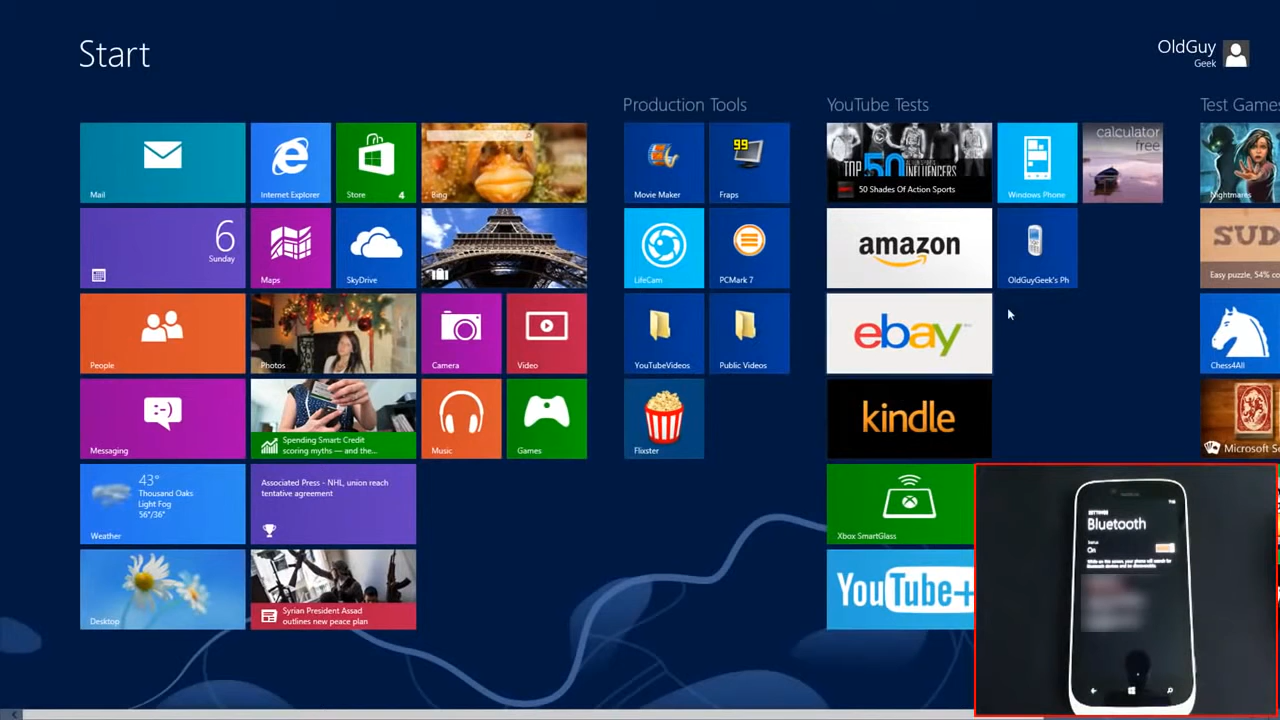 Start
OldGuy
Geek
Production Tools
YouTube Tests
Test Games
Mail
Internet Explorer
Store
4
Bing
Movie Maker
99
Fraps
TOP 50 INFLUENCERS
50 Shades Of Action Sports
Windows Phone
calculator
free
Nightmares
6
Sunday
Maps
SkyDrive
LifeCam
PCMark 7
amazon
OldGuyGeek's Ph
SUD
Easy puzzle, 54% co
People
Photos
Camera
Video
YouTubeVideos
Public Videos
ebay
Chess4All
:-)
Messaging
Spending Smart: Credit
scoring myths — and the...
Music
Games
Flixster
kindle
Microsoft S
43°
Thousand Oaks
Light Fog
56°/36°
Weather
Associated Press - NHL, union reach
tentative agreement
Xbox SmartGlass
Desktop
Syrian President Assad
outlines new peace plan
YouTube+
SETTINGS
Bluetooth
Status
On